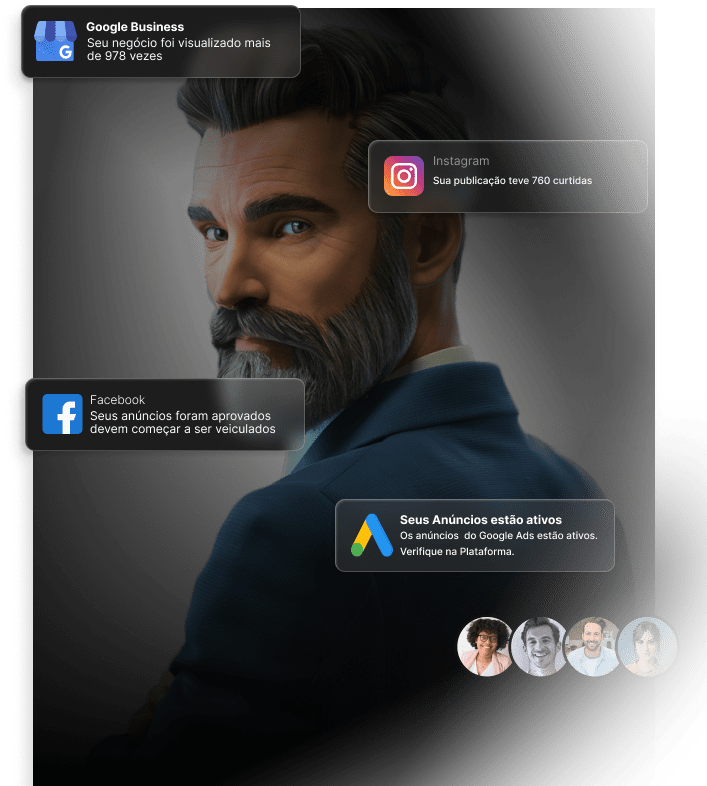 Google Business
Seu negócio foi visualizado mais
de 978 vezes
Instagram
Sua publicação teve 760 curtidas
Facebook
Seus anúncios foram aprovados
devem começar a ser veiculados
Seus Anúncios estão ativos
Os anúncios do Google Ads estão ativos.
Verifique na Plataforma.